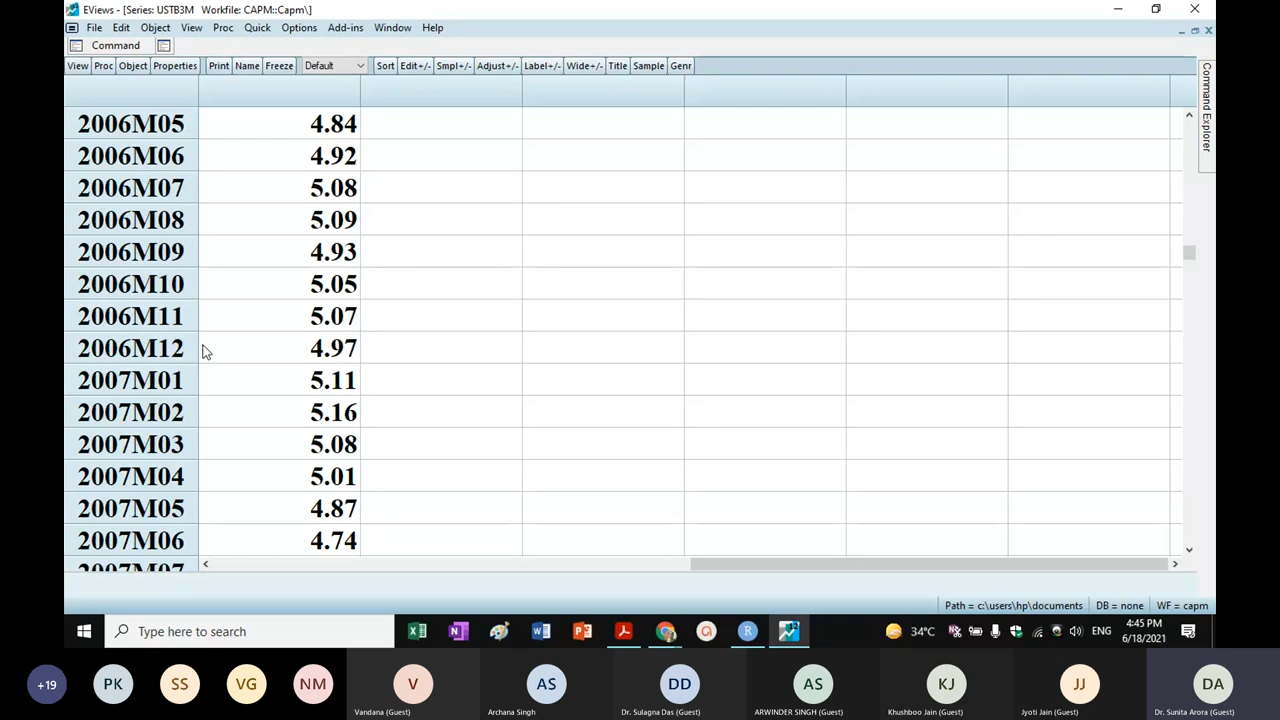 EViews - [Series: USTB3M Workfile: CAPM::Capm\]
File Edit Object View Proc Quick Options Add-ins Window Help
Command
View Proc Object Properties Print Name Freeze Default Sort Edit+/- Smpl+/- Adjust+/- Label+/- Wide+/- Title Sample Genr
Command Explorer
2006M05 4.84
2006M06 4.92
2006M07 5.08
2006M08 5.09
2006M09 4.93
2006M10 5.05
2006M11 5.07
2006M12 4.97
2007M01 5.11
2007M02 5.16
2007M03 5.08
2007M04 5.01
2007M05 4.87
2007M06 4.74
2007M07
Path = c:\users\hp\documents DB = none WF = capm
Type here to search
34°C ENG 4:45 PM
6/18/2021
+19 PK SS VG NM V AS DD AS KJ JJ DA
Vandana (Guest) Archana Singh Dr. Sulagna Das (Guest) ARWINDER SINGH (Guest) Khushboo Jain (Guest) Jyoti Jain (Guest) Dr. Sunita Arora (Guest)